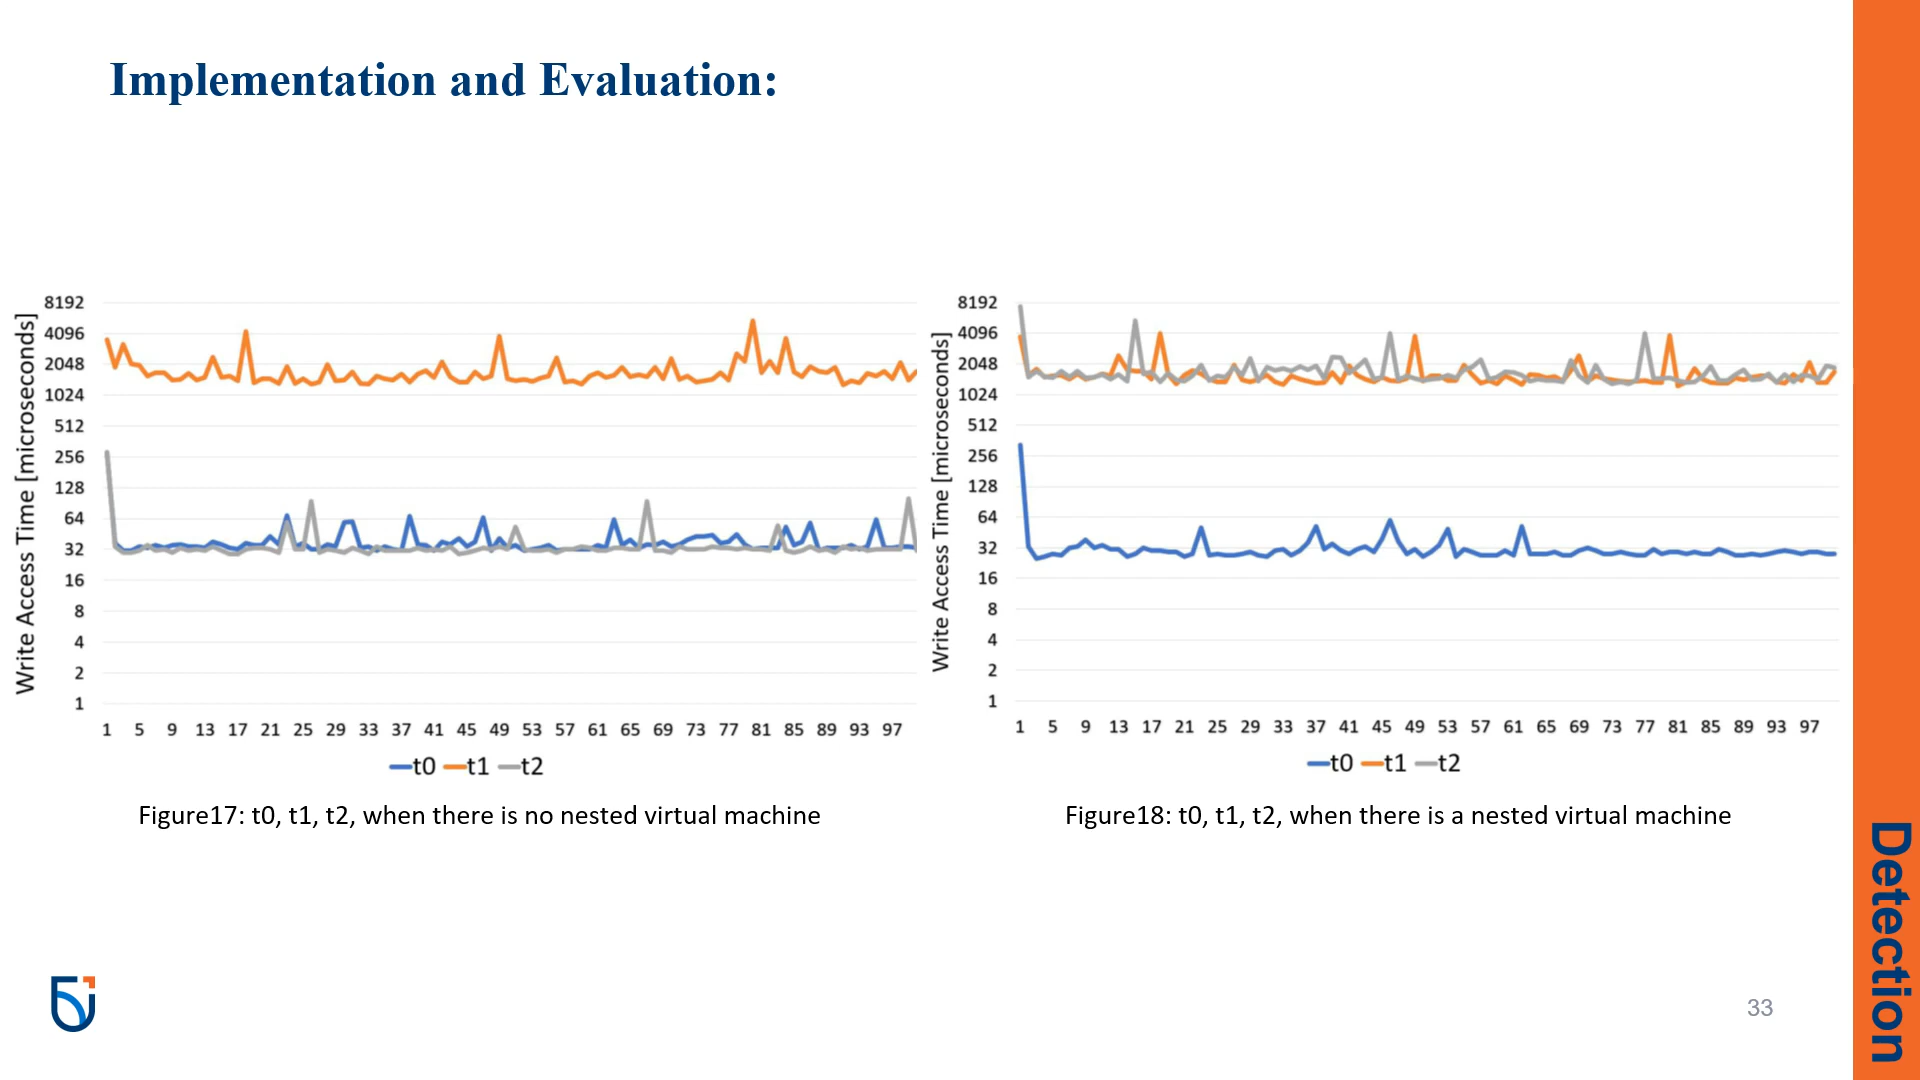 Implementation and Evaluation:
Write Access Time [microseconds]
8192
4096
2048
1024
512
256
128
64
32
16
8
4
2
1
1 5 9 13 17 21 25 29 33 37 41 45 49 53 57 61 65 69 73 77 81 85 89 93 97
t0 t1 t2
Figure17: t0, t1, t2, when there is no nested virtual machine
Write Access Time [microseconds]
8192
4096
2048
1024
512
256
128
64
32
16
8
4
2
1
1 5 9 13 17 21 25 29 33 37 41 45 49 53 57 61 65 69 73 77 81 85 89 93 97
t0 t1 t2
Figure18: t0, t1, t2, when there is a nested virtual machine
Detection
33